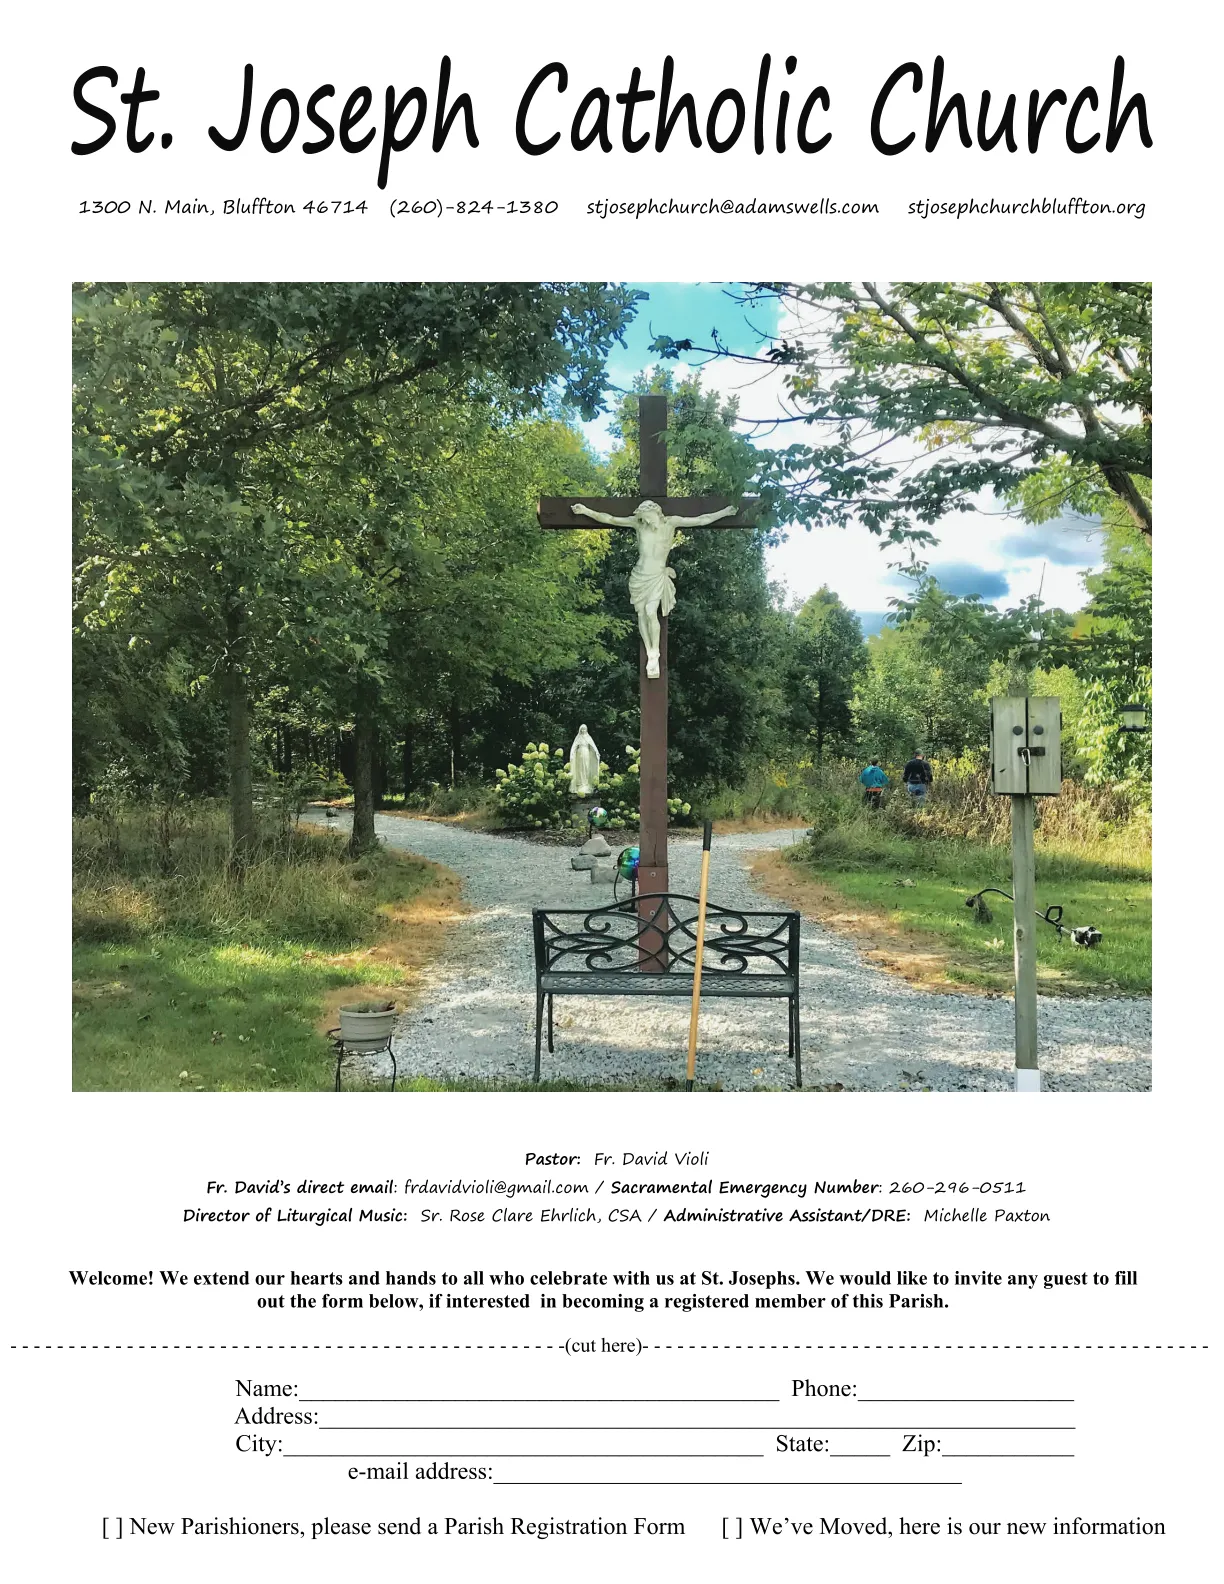 St. Joseph Catholic Church
1300 N. Main, Bluffton 46714 (260)-824-1380 stjosephchurch@adamswells.com stjosephchurchbluffton.org
Pastor: Fr. David Violi
Fr. David's direct email: frdavidvioli@gmail.com / Sacramental Emergency Number: 260-296-0511
Director of Liturgical Music: Sr. Rose Clare Ehrlich, CSA / Administrative Assistant/DRE: Michelle Paxton
Welcome! We extend our hearts and hands to all who celebrate with us at St. Josephs. We would like to invite any guest to fill
out the form below, if interested in becoming a registered member of this Parish.
- - - - - - - - - - - - - - - - - - - - - - - - - - - - - - - - - - - - - - - - - - - - - - - -(cut here)- - - - - - - - - - - - - - - - - - - - - - - - - - - - - - - - - - - - - - - - - - - - - - - - -
Name:________________________________________ Phone:__________________
Address:_______________________________________________________________
City:________________________________________ State:_____ Zip:___________
e-mail address:_______________________________________
[ ] New Parishioners, please send a Parish Registration Form [ ] We've Moved, here is our new information